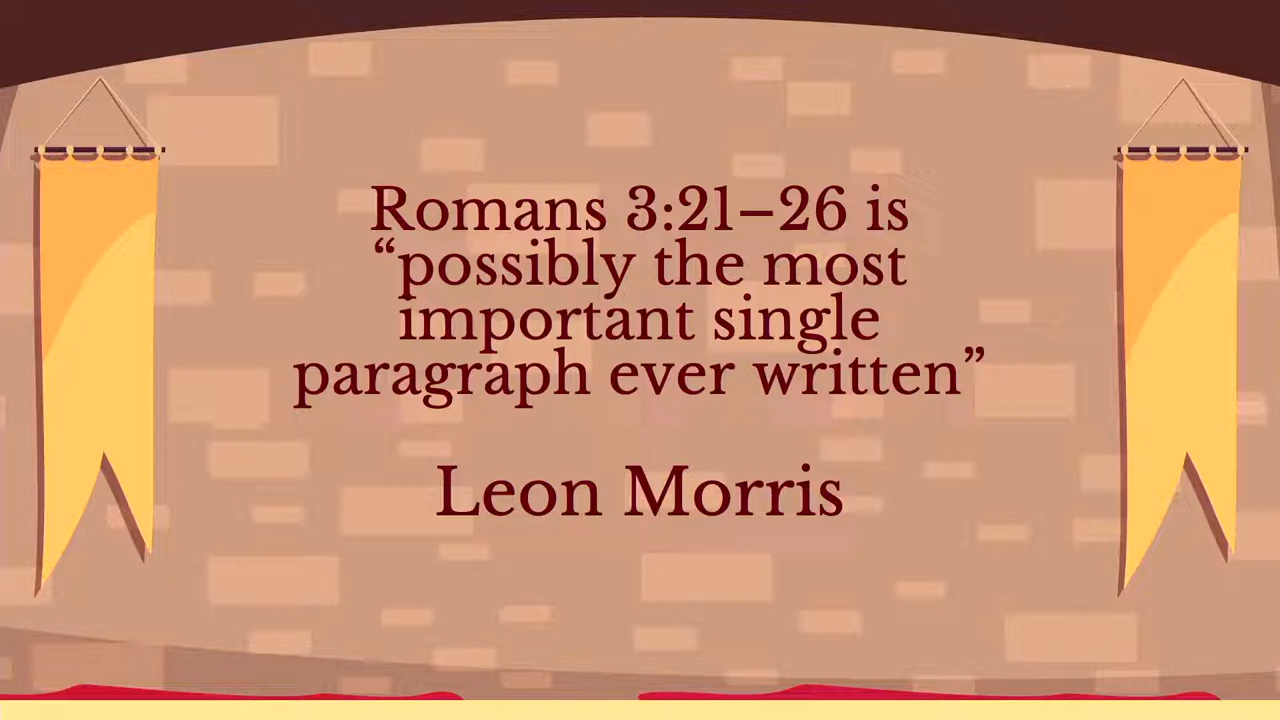 Romans 3:21–26 is
“possibly the most
important single
paragraph ever written”
Leon Morris